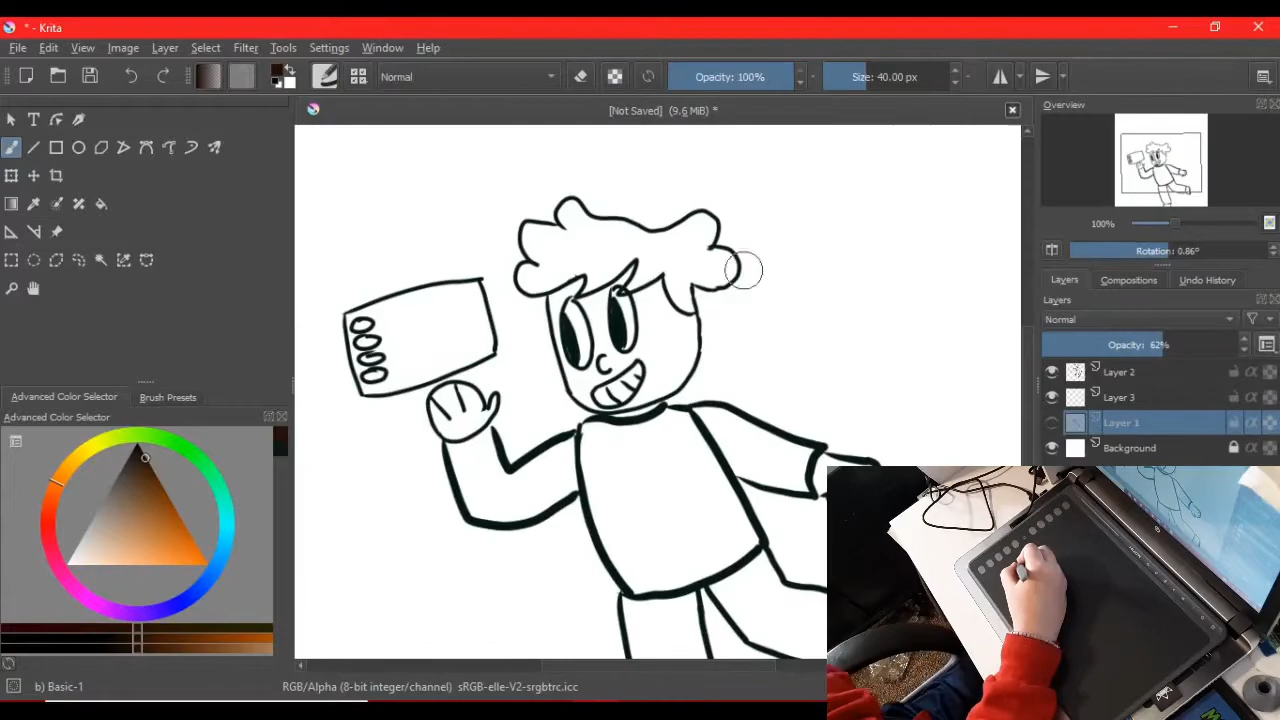 * - Krita
File Edit View Image Layer Select Filter Tools Settings Window Help
Normal Opacity: 100% Size: 40.00 px
[Not Saved] (9.6 MiB) *
Overview
100%
Rotation: 0.86°
Layers Compositions Undo History
Layers
Normal
Opacity: 62%
Layer 2
Layer 3
Layer 1
Background
Advanced Color Selector Brush Presets
Advanced Color Selector
b) Basic-1 RGB/Alpha (8-bit integer/channel) sRGB-elle-V2-srgbtrc.icc